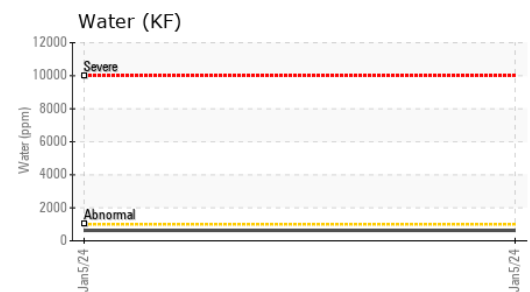 Water (KF)
12000
Severe
10000
8000
6000
4000
2000
Abnormal
0
Water (ppm)
Jan5/24
Jan5/24